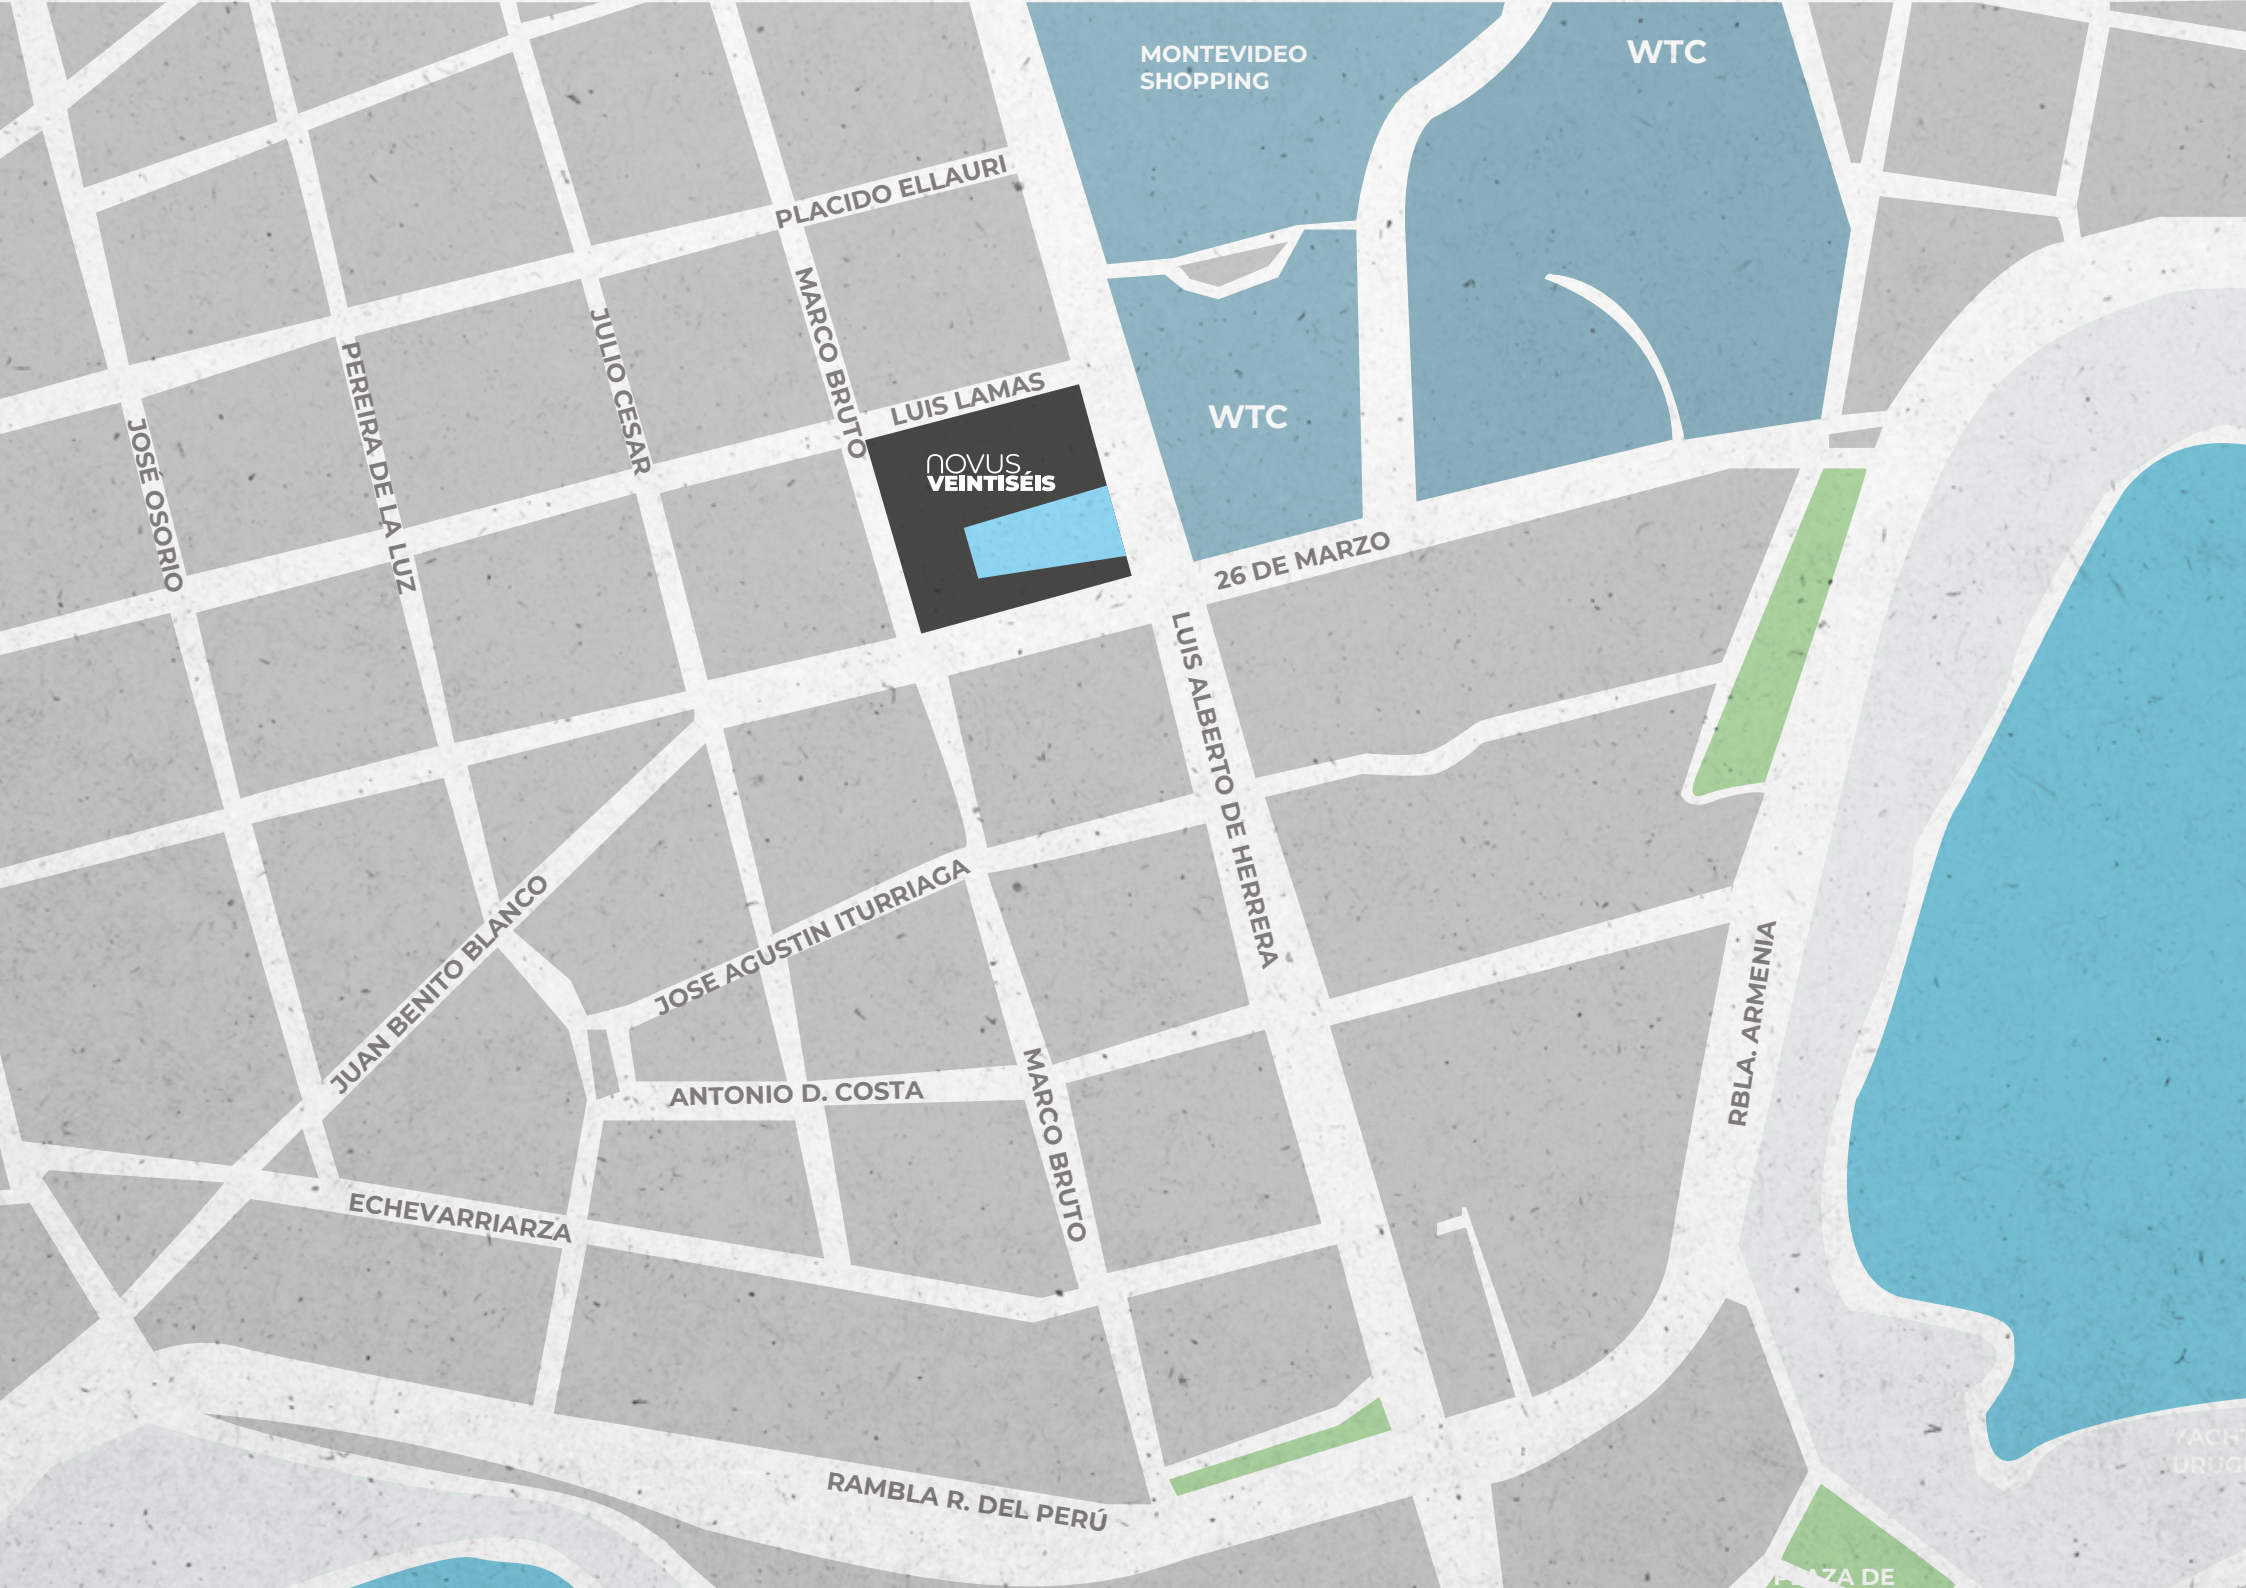 MONTEVIDEO
SHOPPING
WTC
PLACIDO ELLAURI
MARCO BRUTO
JULIO CESAR
PEREIRA DE LA LUZ
JOSÉ OSORIO
LUIS LAMAS
WTC
NOVUS
VEINTISÉIS
26 DE MARZO
LUIS ALBERTO DE HERRERA
JUAN BENITO BLANCO
JOSE AGUSTIN ITURRIAGA
RBLA. ARMENIA
ANTONIO D. COSTA
MARCO BRUTO
ECHEVARRIARZA
RAMBLA R. DEL PERÚ
PLAZA DE